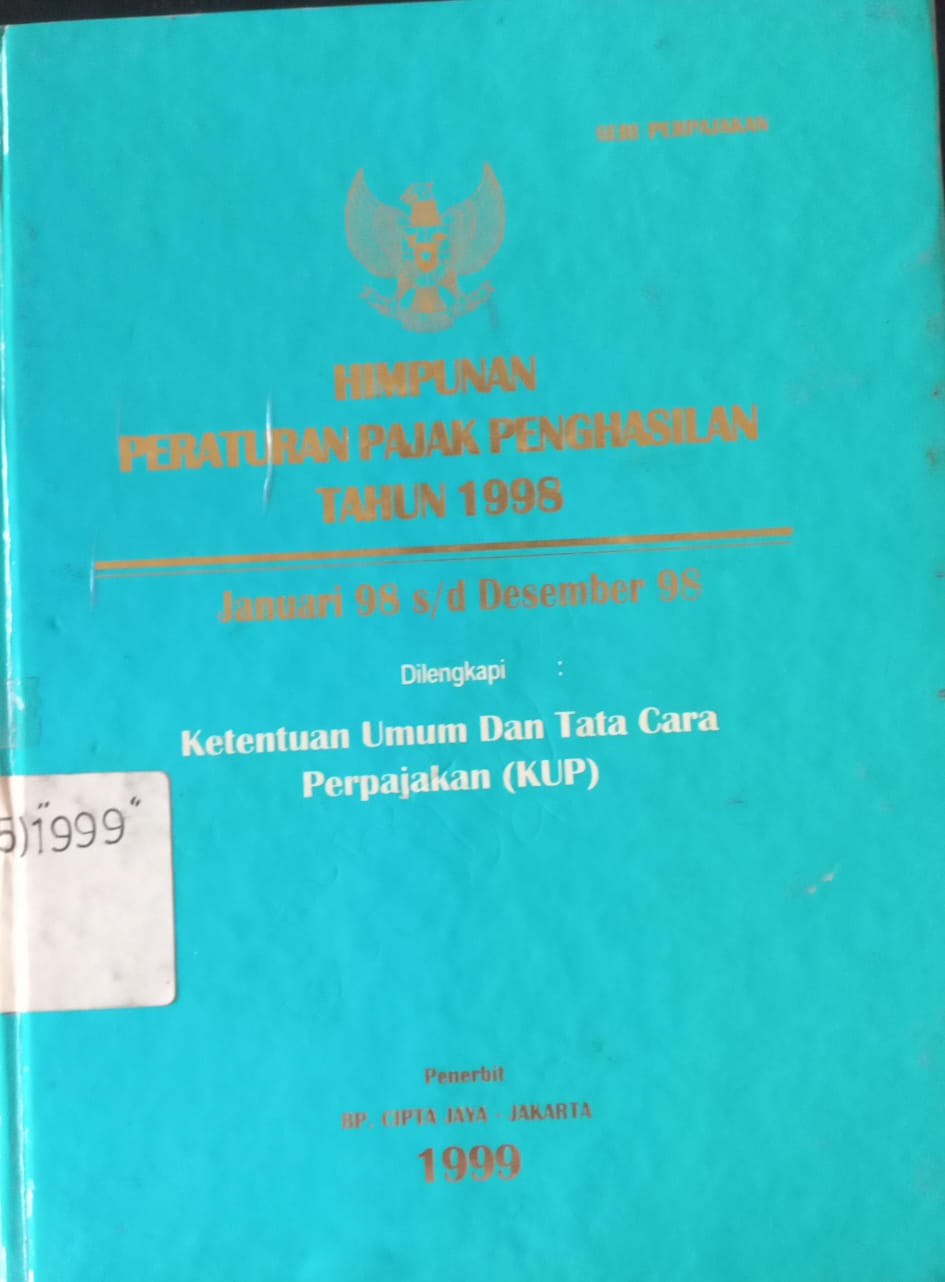 SERI PERPAJAKAN
HIMPUNAN
PERATURAN PAJAK PENGHASILAN
TAHUN 1998
Januari 98 s/d Desember 98
Dilengkapi :
Ketentuan Umum Dan Tata Cara
Perpajakan (KUP)
5)"1999"
Penerbit
BP. CIPTA JAYA - JAKARTA
1999